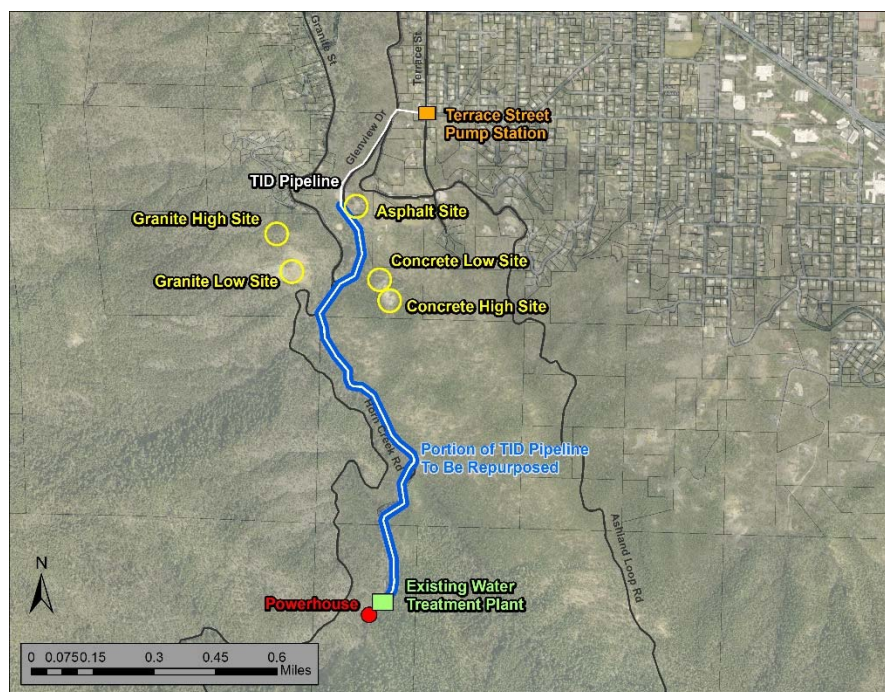 Granite St
Terrace St
Terrace Street
Pump Station
Glenview Dr
TID Pipeline
Asphalt Site
Granite High Site
Concrete Low Site
Granite Low Site
Concrete High Site
Horn Creek Rd
Portion of TID Pipeline
To Be Repurposed
Ashland Loop Rd
N
Existing Water
Treatment Plant
Powerhouse
0 0.075 0.15 0.3 0.45 0.6
Miles